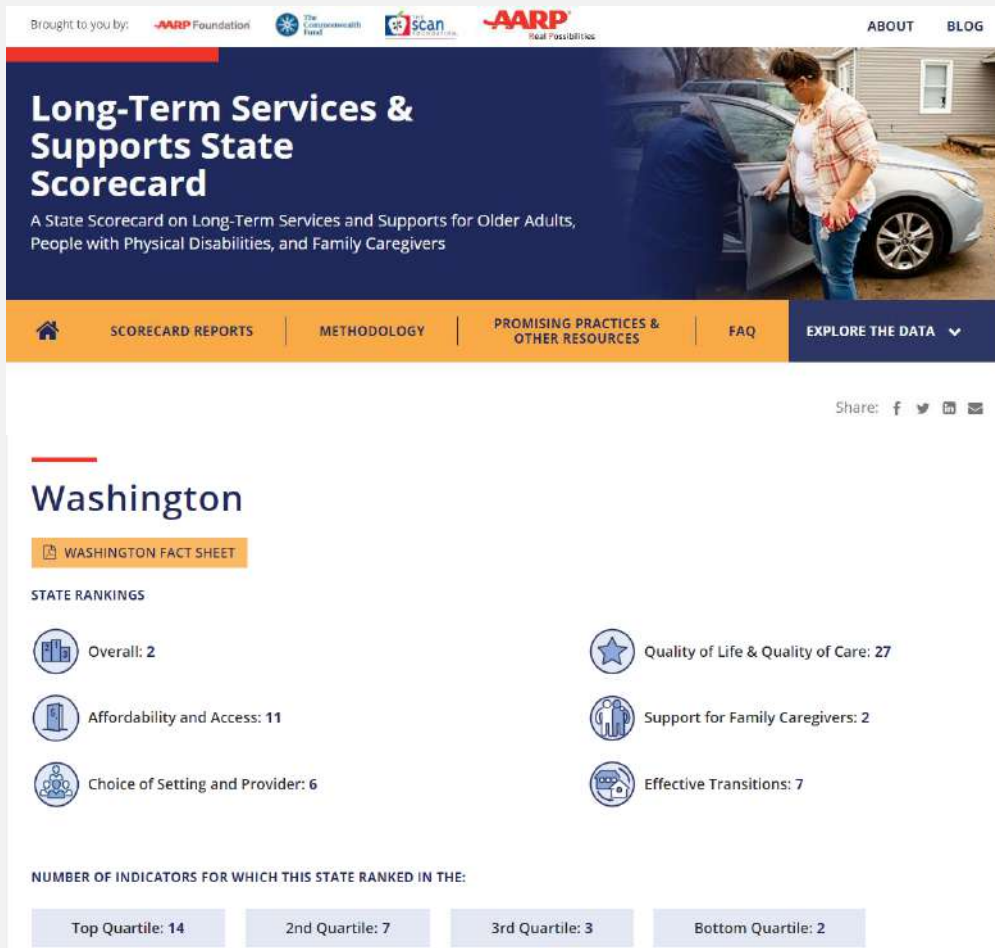 Brought to you by:
AARP Foundation
The
Commonwealth
Fund
scan
FOUNDATION
AARP
Real Possibilities
ABOUT
BLOG
Long-Term Services &
Supports State
Scorecard
A State Scorecard on Long-Term Services and Supports for Older Adults,
People with Physical Disabilities, and Family Caregivers
SCORECARD REPORTS
METHODOLOGY
PROMISING PRACTICES &
OTHER RESOURCES
FAQ
EXPLORE THE DATA
Share:
Washington
WASHINGTON FACT SHEET
STATE RANKINGS
Overall: 2
Quality of Life & Quality of Care: 27
Affordability and Access: 11
Support for Family Caregivers: 2
Choice of Setting and Provider: 6
Effective Transitions: 7
NUMBER OF INDICATORS FOR WHICH THIS STATE RANKED IN THE:
Top Quartile: 14
2nd Quartile: 7
3rd Quartile: 3
Bottom Quartile: 2